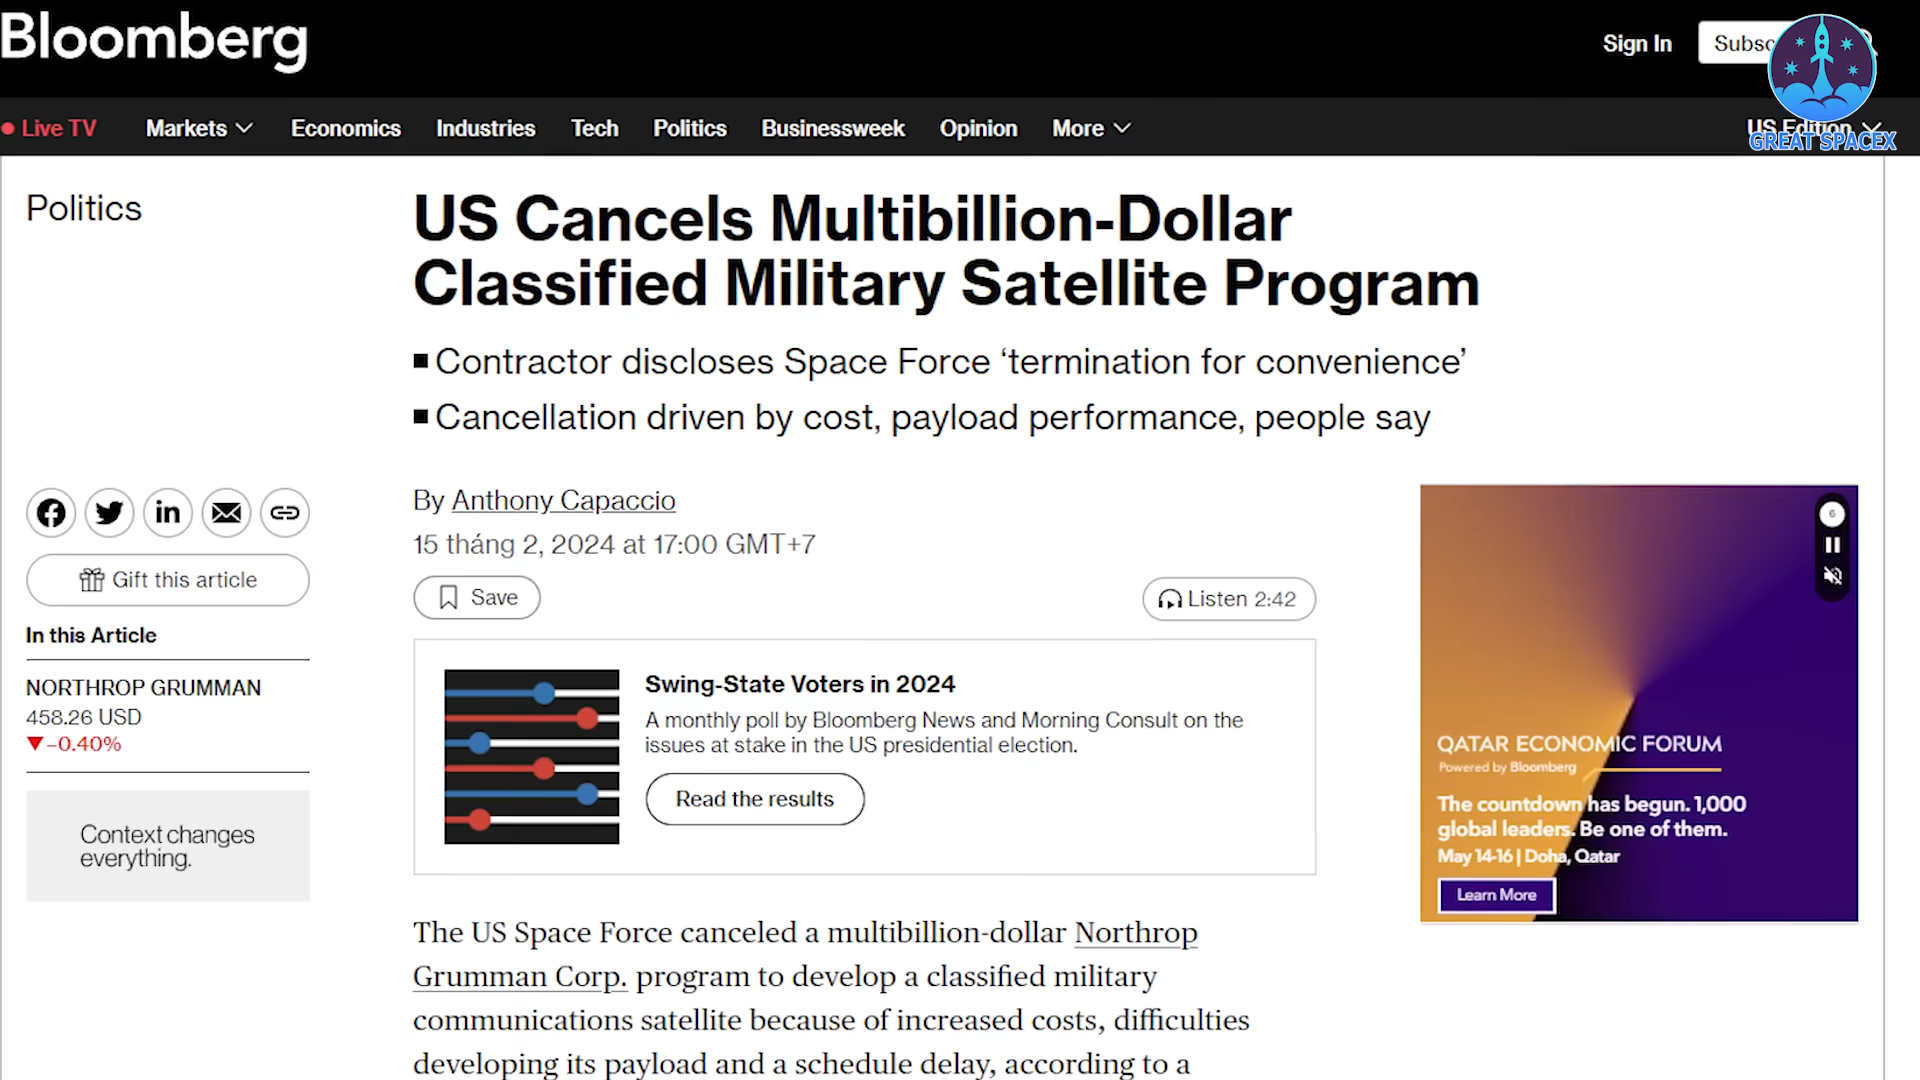 Bloomberg
Sign In
Subsc
Live TV
Markets
Economics
Industries
Tech
Politics
Businessweek
Opinion
More
US Edition
GREAT SPACEX
Politics
US Cancels Multibillion-Dollar
Classified Military Satellite Program
Contractor discloses Space Force ‘termination for convenience’
Cancellation driven by cost, payload performance, people say
By Anthony Capaccio
15 tháng 2, 2024 at 17:00 GMT+7
Save
Listen 2:42
Gift this article
In this Article
NORTHROP GRUMMAN
458.26 USD
▼−0.40%
Context changes
everything.
Swing-State Voters in 2024
A monthly poll by Bloomberg News and Morning Consult on the
issues at stake in the US presidential election.
Read the results
6
QATAR ECONOMIC FORUM
Powered by Bloomberg
The countdown has begun. 1,000
global leaders. Be one of them.
May 14-16 | Doha, Qatar
Learn More
The US Space Force canceled a multibillion-dollar Northrop
Grumman Corp. program to develop a classified military
communications satellite because of increased costs, difficulties
developing its payload and a schedule delay, according to a